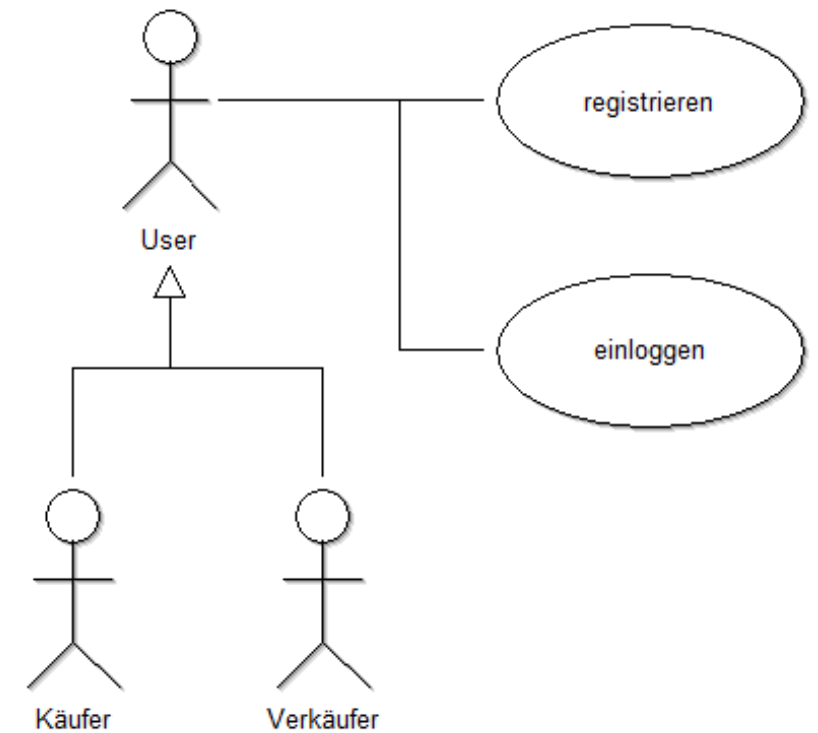 registrieren
User
einloggen
Käufer
Verkäufer